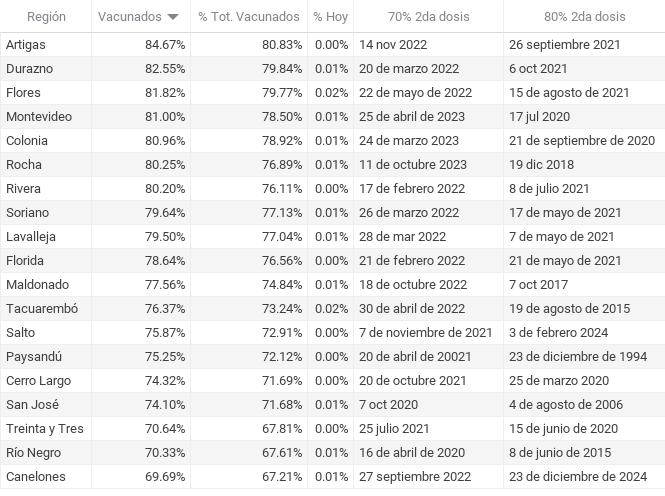 Región Vacunados % Tot. Vacunados % Hoy 70% 2da dosis 80% 2da dosis
Artigas 84.67% 80.83% 0.00% 14 nov 2022 26 septiembre 2021
Durazno 82.55% 79.84% 0.01% 20 de marzo 2022 6 oct 2021
Flores 81.82% 79.77% 0.02% 22 de mayo de 2022 15 de agosto de 2021
Montevideo 81.00% 78.50% 0.01% 25 de abril de 2023 17 jul 2020
Colonia 80.96% 78.92% 0.01% 24 de marzo 2023 21 de septiembre de 2020
Rocha 80.25% 76.89% 0.01% 11 de octubre 2023 19 dic 2018
Rivera 80.20% 76.11% 0.00% 17 de febrero 2022 8 de julio 2021
Soriano 79.64% 77.13% 0.01% 26 de marzo 2022 17 de mayo de 2021
Lavalleja 79.50% 77.04% 0.01% 28 de mar 2022 7 de mayo de 2021
Florida 78.64% 76.56% 0.00% 21 de febrero 2022 21 de mayo de 2021
Maldonado 77.56% 74.84% 0.01% 18 de octubre 2022 7 oct 2017
Tacuarembó 76.37% 73.24% 0.02% 30 de abril de 2022 19 de agosto de 2015
Salto 75.87% 72.91% 0.00% 7 de noviembre de 2021 3 de febrero 2024
Paysandú 75.25% 72.12% 0.00% 20 de abril de 20021 23 de diciembre de 1994
Cerro Largo 74.32% 71.69% 0.00% 20 de octubre 2021 25 de marzo 2020
San José 74.10% 71.68% 0.01% 7 oct 2020 4 de agosto de 2006
Treinta y Tres 70.64% 67.81% 0.00% 25 julio 2021 15 de junio de 2020
Río Negro 70.33% 67.61% 0.01% 16 de abril de 2020 8 de junio de 2015
Canelones 69.69% 67.21% 0.01% 27 septiembre 2022 23 de diciembre de 2024